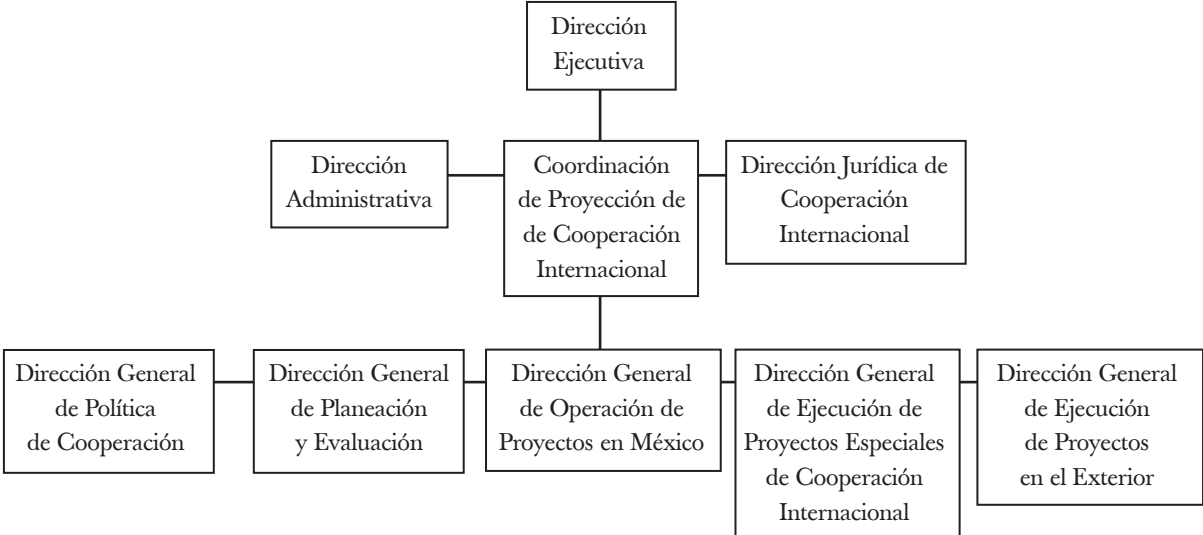 Dirección
Ejecutiva
Dirección
Administrativa
Coordinación
de Proyección de
de Cooperación
Internacional
Dirección Jurídica de
Cooperación
Internacional
Dirección General
de Política
de Cooperación
Dirección General
de Planeación
y Evaluación
Dirección General
de Operación de
Proyectos en México
Dirección General
de Ejecución de
Proyectos Especiales
de Cooperación
Internacional
Dirección General
de Ejecución
de Proyectos
en el Exterior